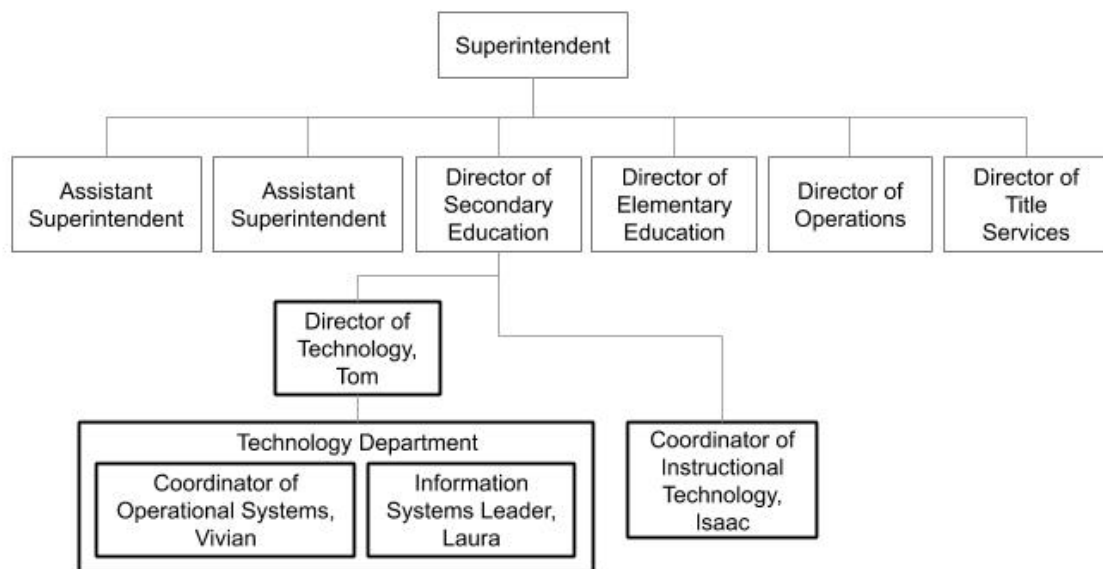 Superintendent
Assistant
Superintendent
Assistant
Superintendent
Director of
Secondary
Education
Director of
Elementary
Education
Director of
Operations
Director of
Title
Services
Director of
Technology,
Tom
Technology Department
Coordinator of
Operational Systems,
Vivian
Information
Systems Leader,
Laura
Coordinator of
Instructional
Technology,
Isaac